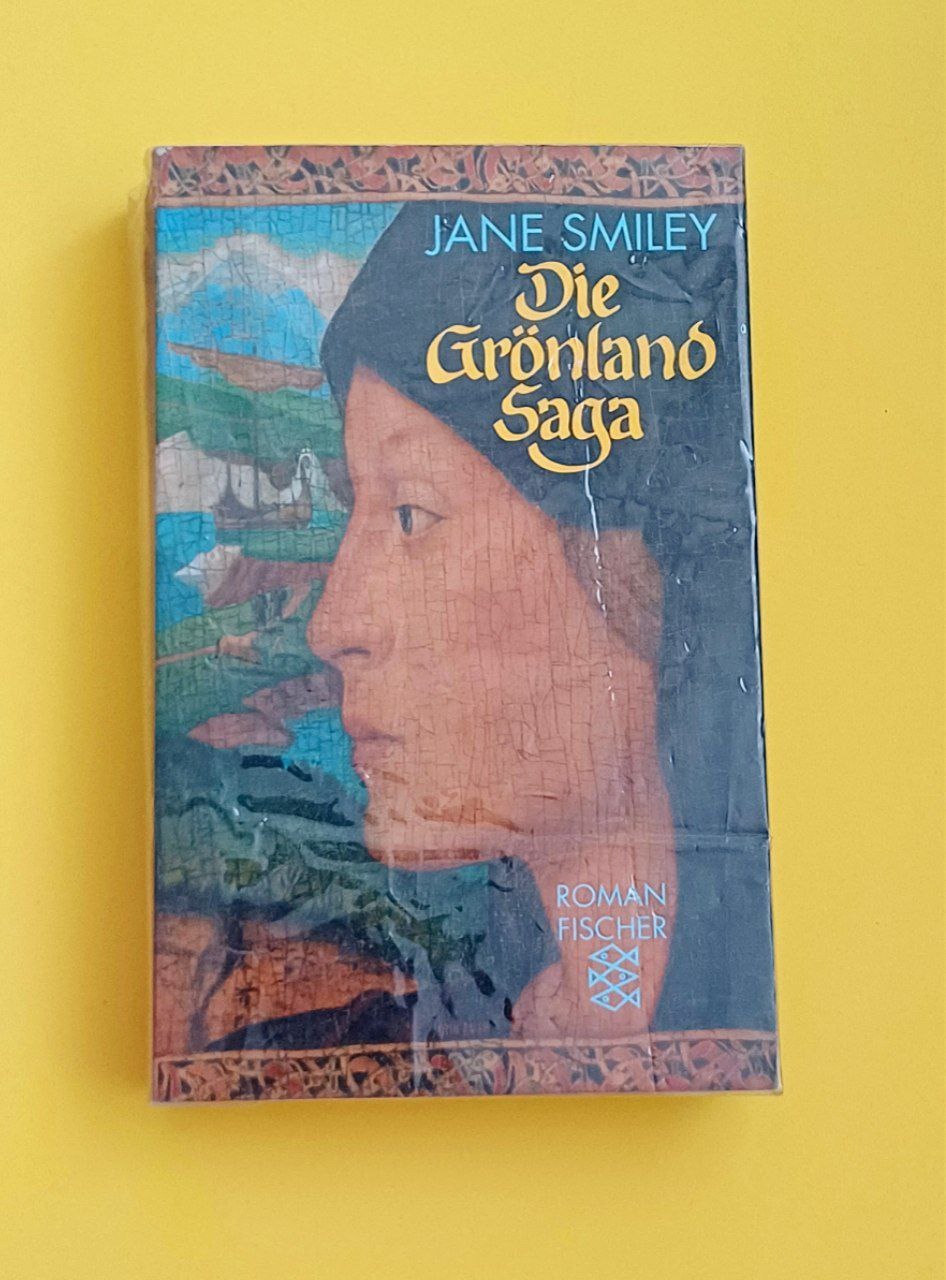 JANE SMILEY
Die
Grönland
Saga
ROMAN
FISCHER